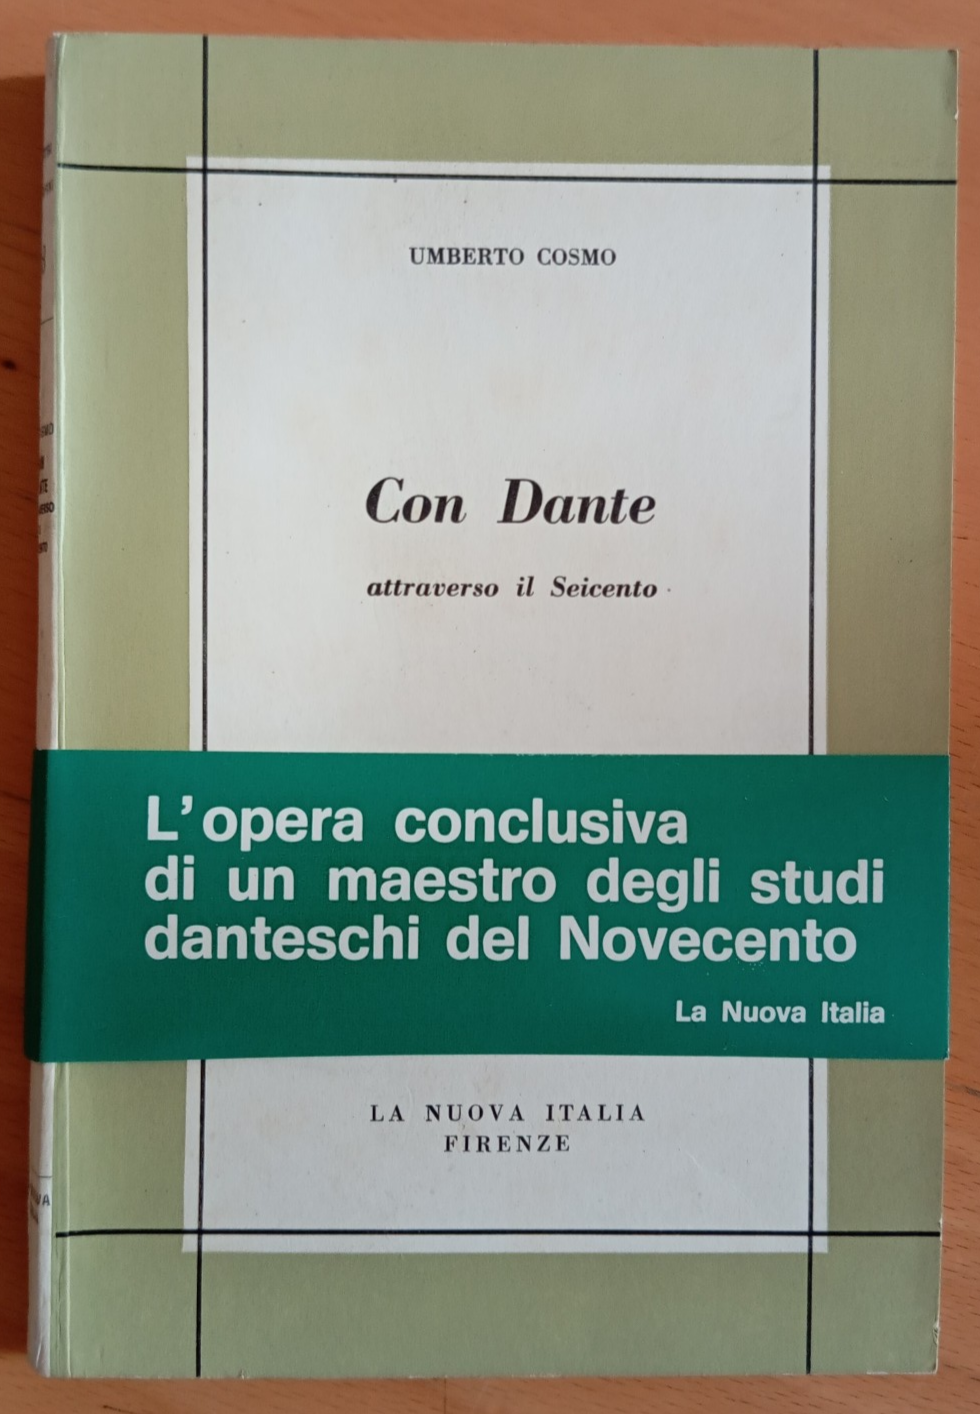 UMBERTO COSMO
Con Dante
attraverso il Seicento
L'opera conclusiva
di un maestro degli studi
danteschi del Novecento
La Nuova Italia
LA NUOVA ITALIA
FIRENZE